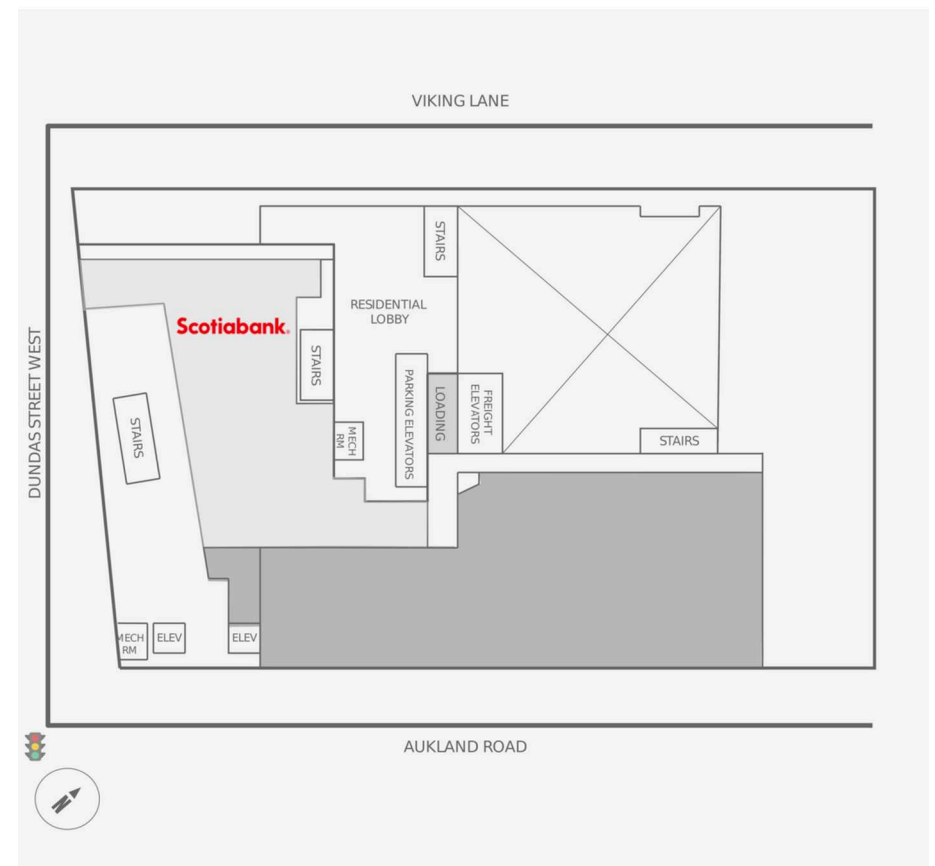 VIKING LANE
STAIRS
RESIDENTIAL
LOBBY
Scotiabank
DUNDAS STREET WEST
STAIRS
PARKING ELEVATORS
LOADING
FREIGHT
ELEVATORS
STAIRS
MECH
RM
STAIRS
MECH
RM
ELEV
ELEV
AUKLAND ROAD
N